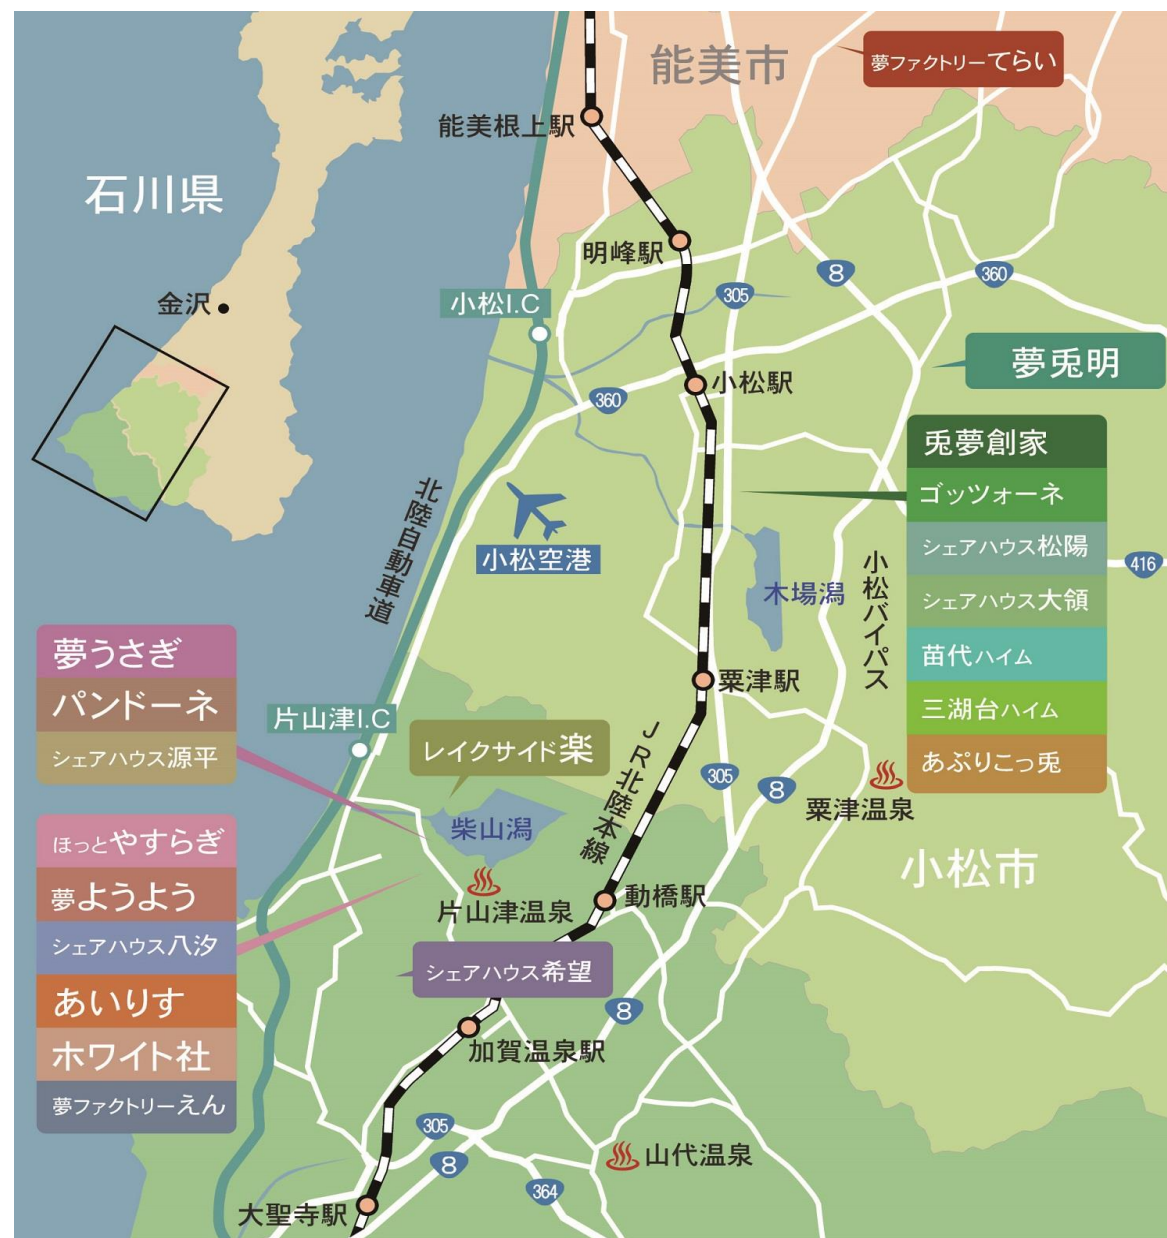 能美市
夢ファクトリーてらい
能美根上駅
石川県
明峰駅
8
360
305
小松I.C
金沢
夢兎明
小松駅
360
兎夢創家
ゴッツォーネ
シェアハウス松陽
シェアハウス大領
苗代ハイム
三湖台ハイム
あぷりこっ兎
北陸自動車道
小松空港
416
小松バイパス
木場潟
夢うさぎ
パンドーネ
シェアハウス源平
粟津駅
片山津I.C
レイクサイド楽
JR北陸本線
305
8
粟津温泉
柴山潟
小松市
ほっとやすらぎ
夢ようよう
シェアハウス八汐
あいりす
ホワイト社
夢ファクトリーえん
片山津温泉
動橋駅
シェアハウス希望
8
加賀温泉駅
305
8
山代温泉
364
大聖寺駅